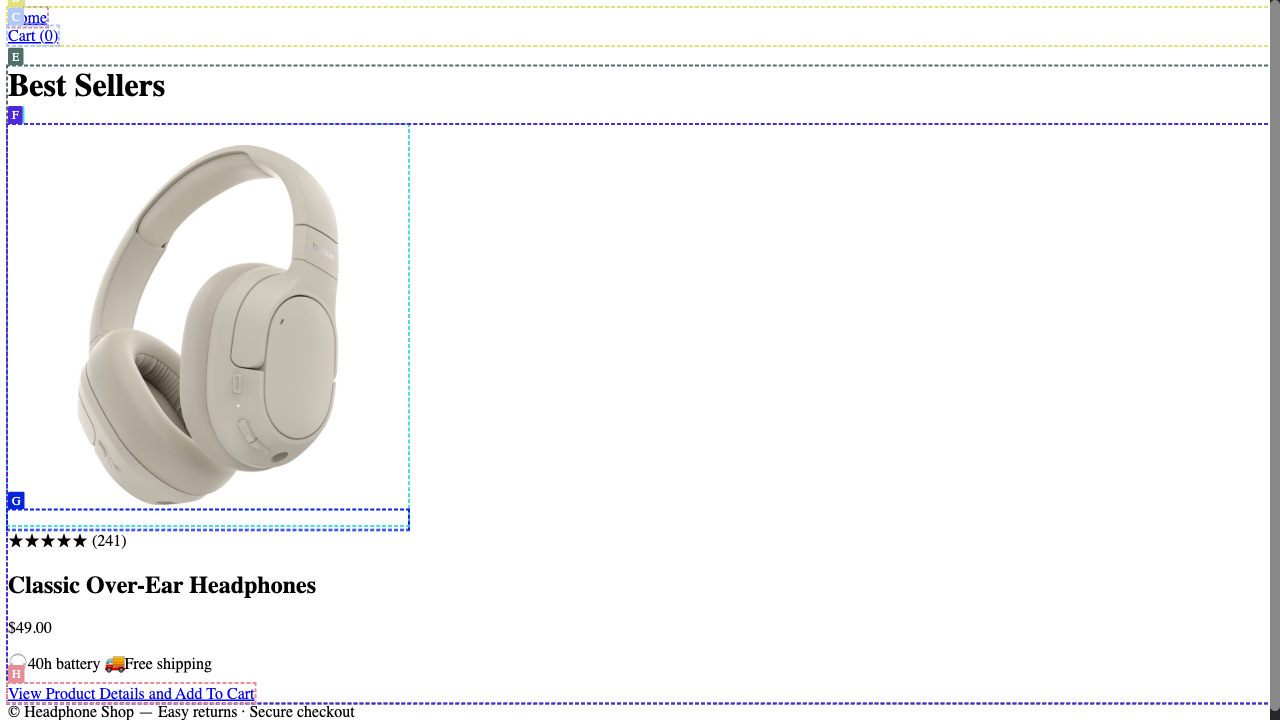 C ome
Cart (0)
E
Best Sellers
F
G
★★★★★ (241)
Classic Over-Ear Headphones
$49.00
40h battery 🚚Free shipping
H
View Product Details and Add To Cart
© Headphone Shop — Easy returns · Secure checkout